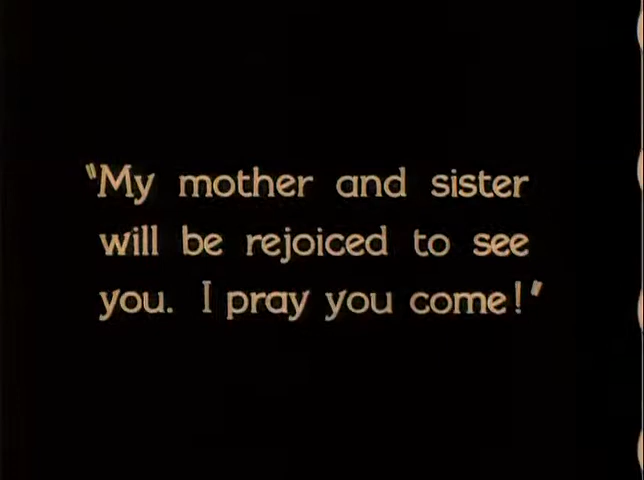 "My mother and sister
will be rejoiced to see
you. I pray you come!"